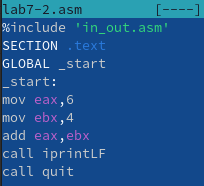 lab7-2.asm [----]
%include 'in_out.asm'
SECTION .text
GLOBAL _start
_start:
mov eax,6
mov ebx,4
add eax,ebx
call iprintLF
call quit